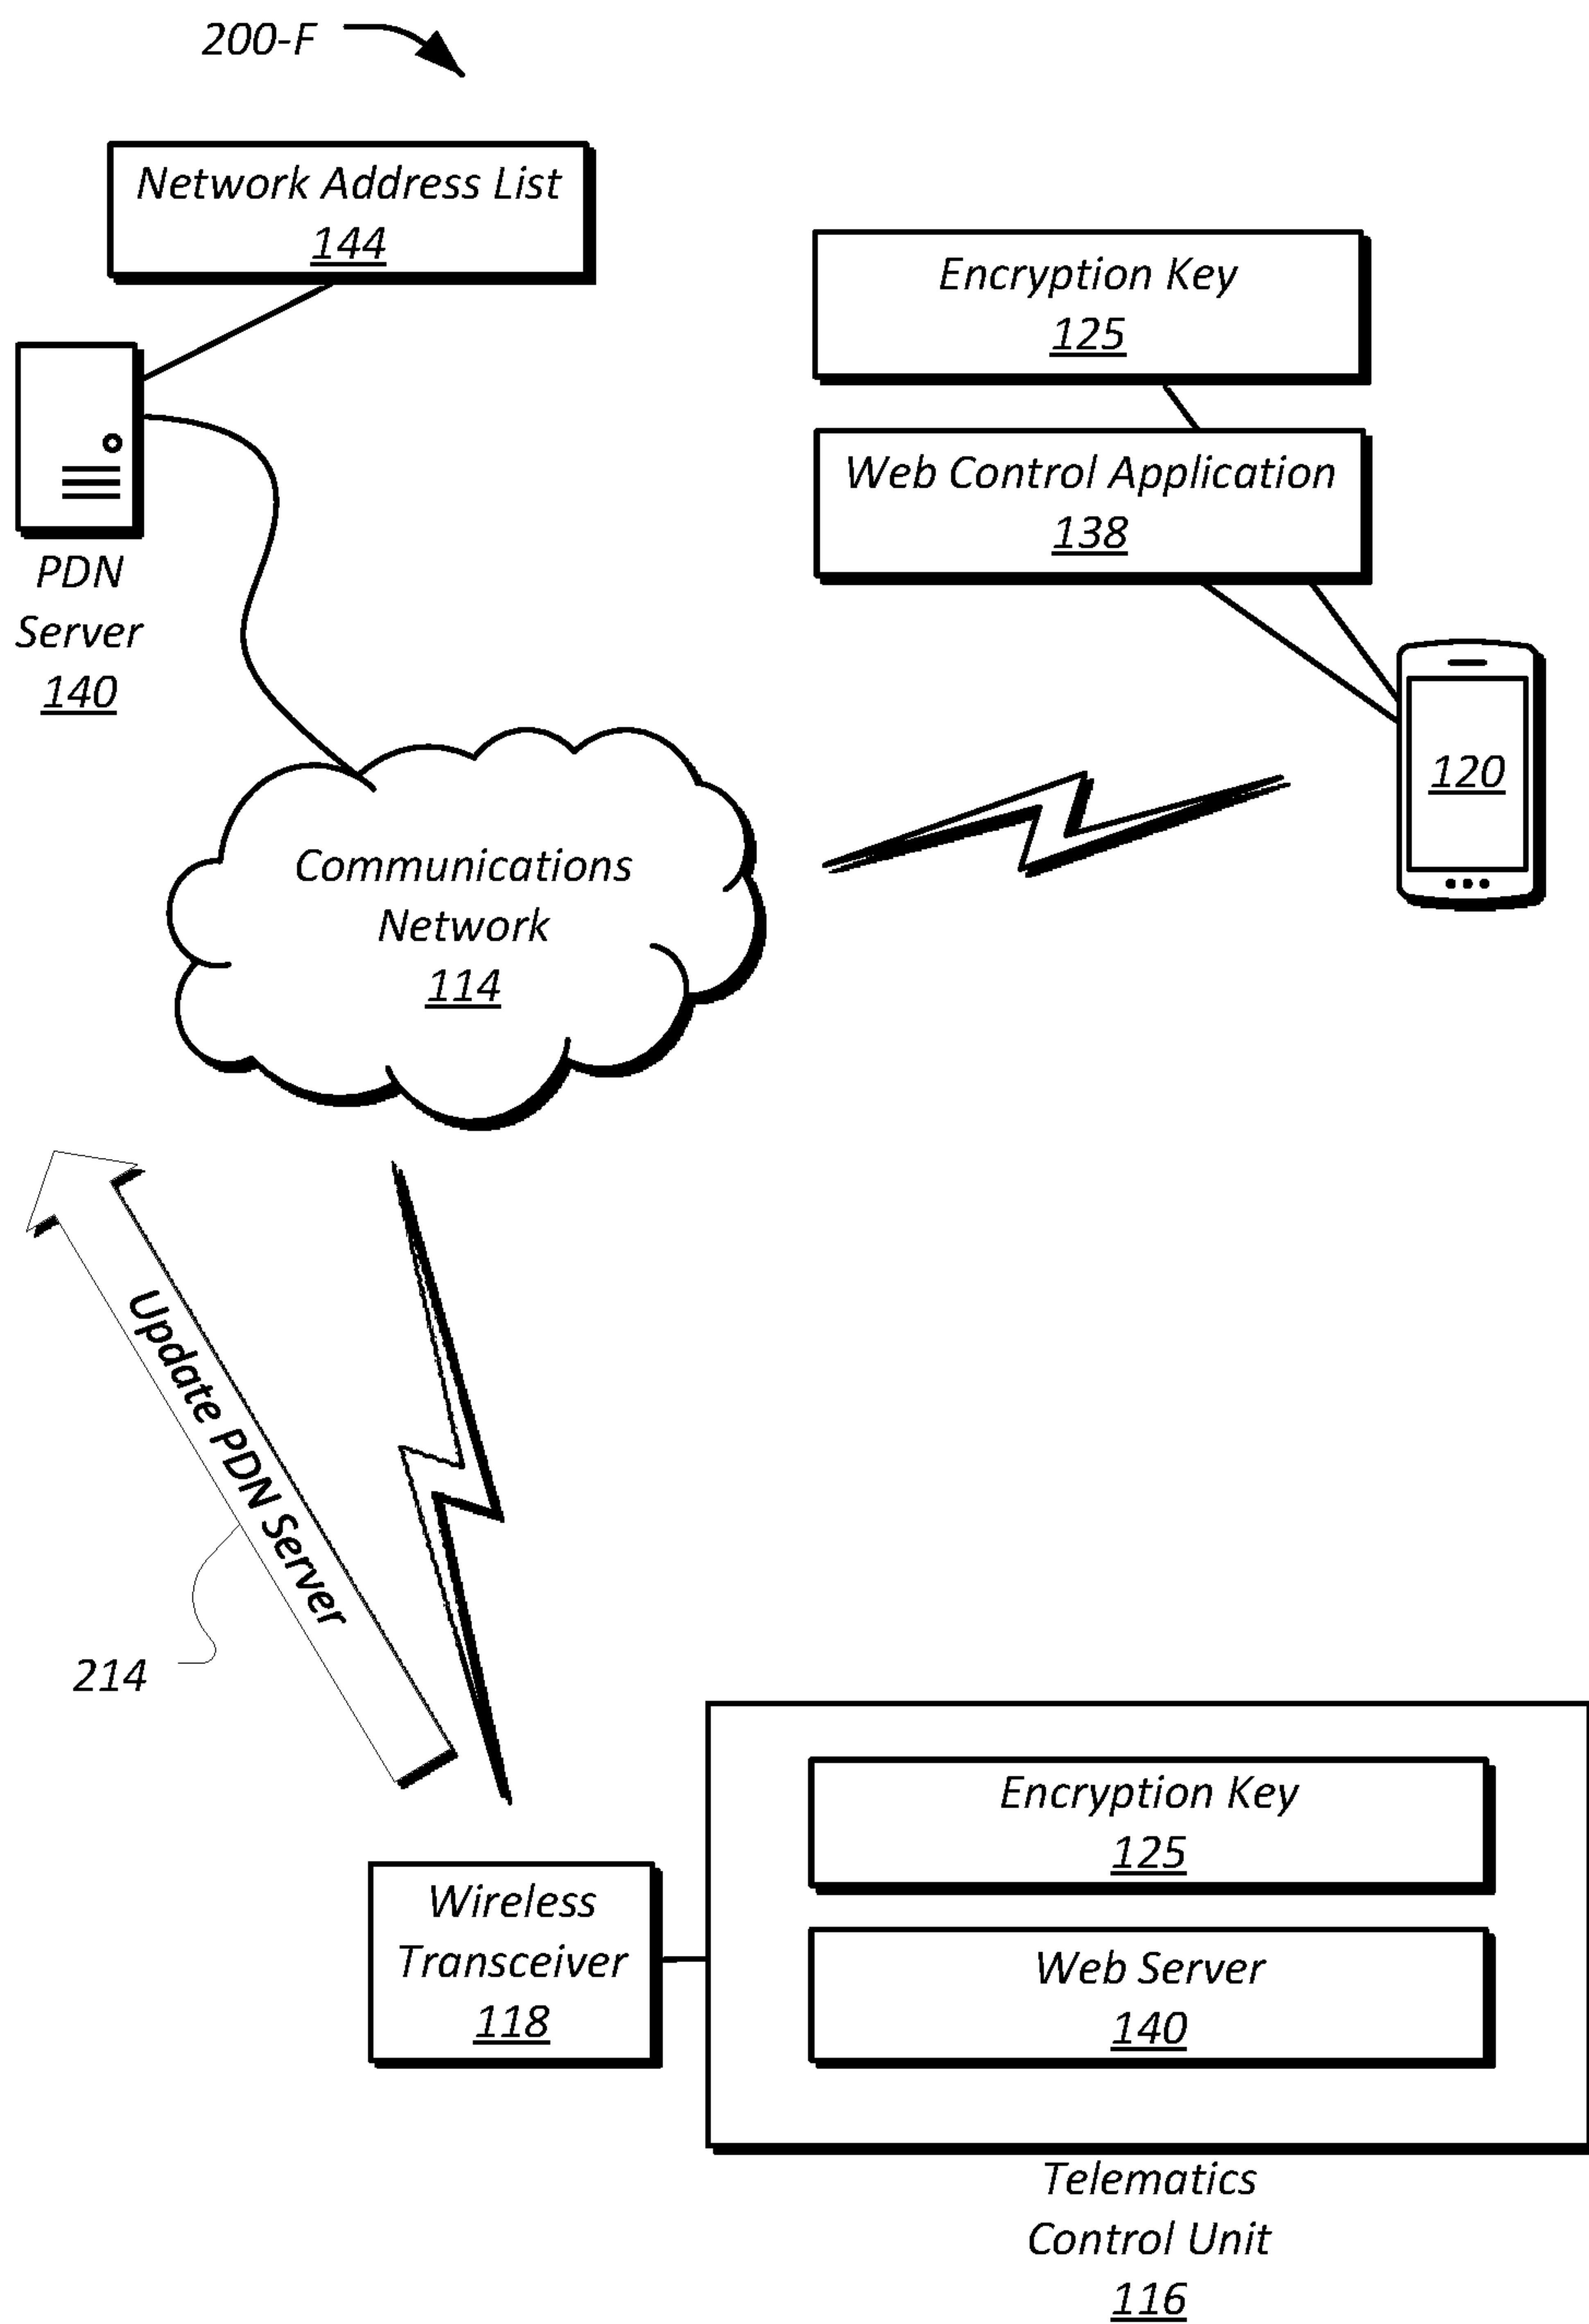 200-F
Network Address List
144
Encryption Key
125
Web Control Application
138
PDN
Server
140
120
Communications
Network
114
Update PDN Server
214
Encryption Key
125
Wireless
Transceiver
118
Web Server
140
Telematics
Control Unit
116